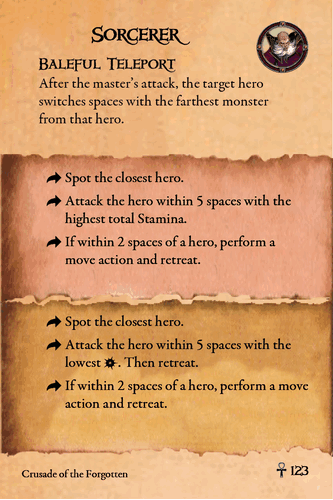 Sorcerer
Baleful Teleport
After the master's attack, the target hero
switches spaces with the farthest monster
from that hero.
Spot the closest hero.
Attack the hero within 5 spaces with the
highest total Stamina.
If within 2 spaces of a hero, perform a
move action and retreat.
Spot the closest hero.
Attack the hero within 5 spaces with the
lowest . Then retreat.
If within 2 spaces of a hero, perform a move
action and retreat.
Crusade of the Forgotten
123